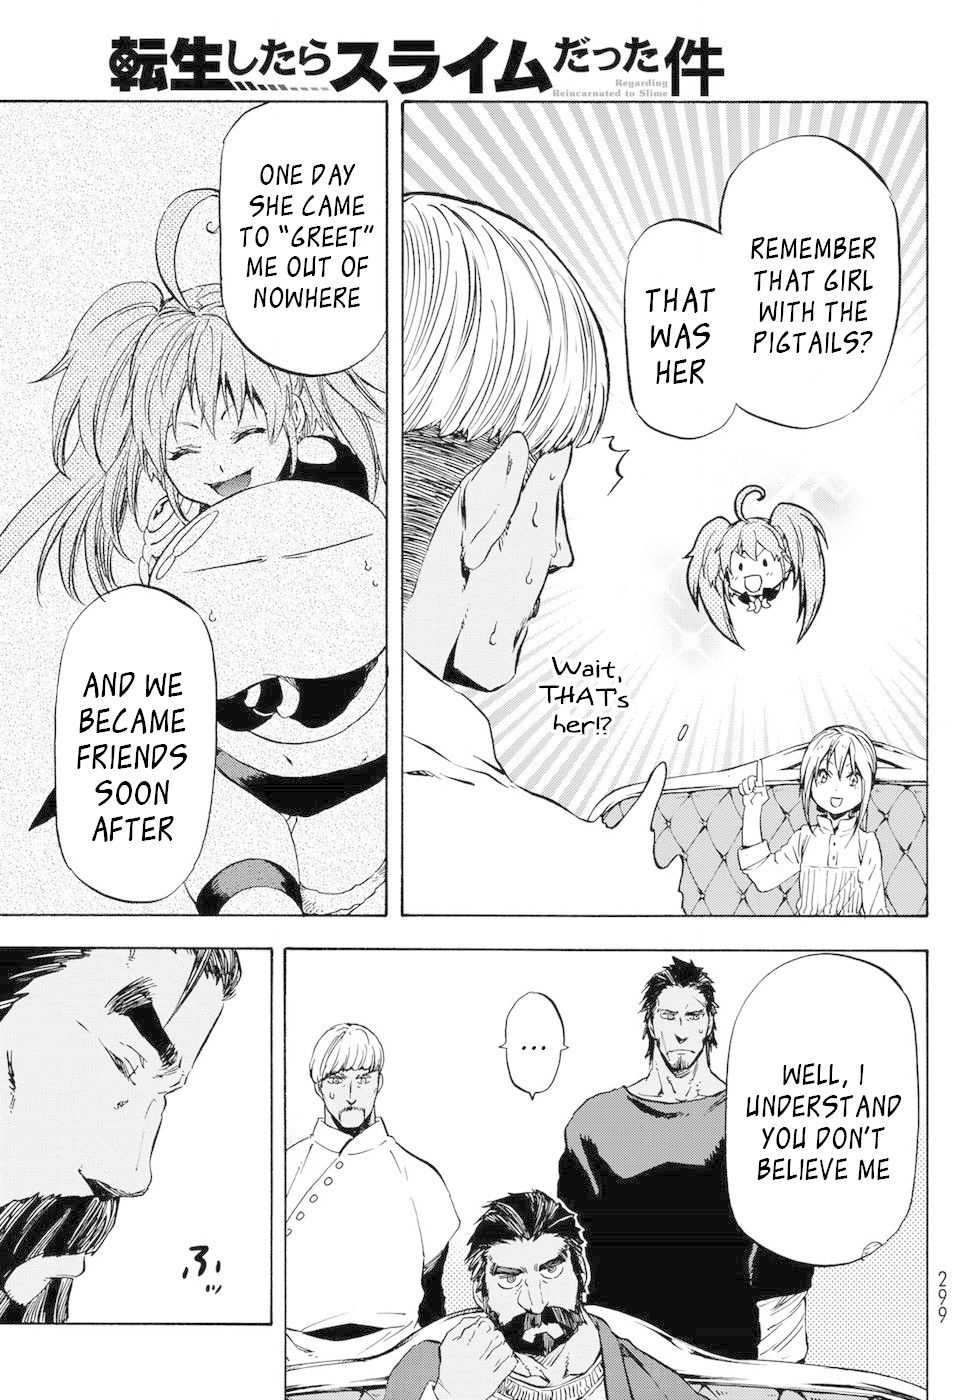 転生したらスライムだった件
Regarding
Reincarnated to Slime
REMEMBER
THAT GIRL
WITH THE
PIGTAILS?
THAT
WAS
HER
Wait,
THAT's
her!?
ONE DAY
SHE CAME
TO "GREET"
ME OUT OF
NOWHERE
AND WE
BECAME
FRIENDS
SOON
AFTER
WELL, I
UNDERSTAND
YOU DON'T
BELIEVE ME
...
ふッ
299